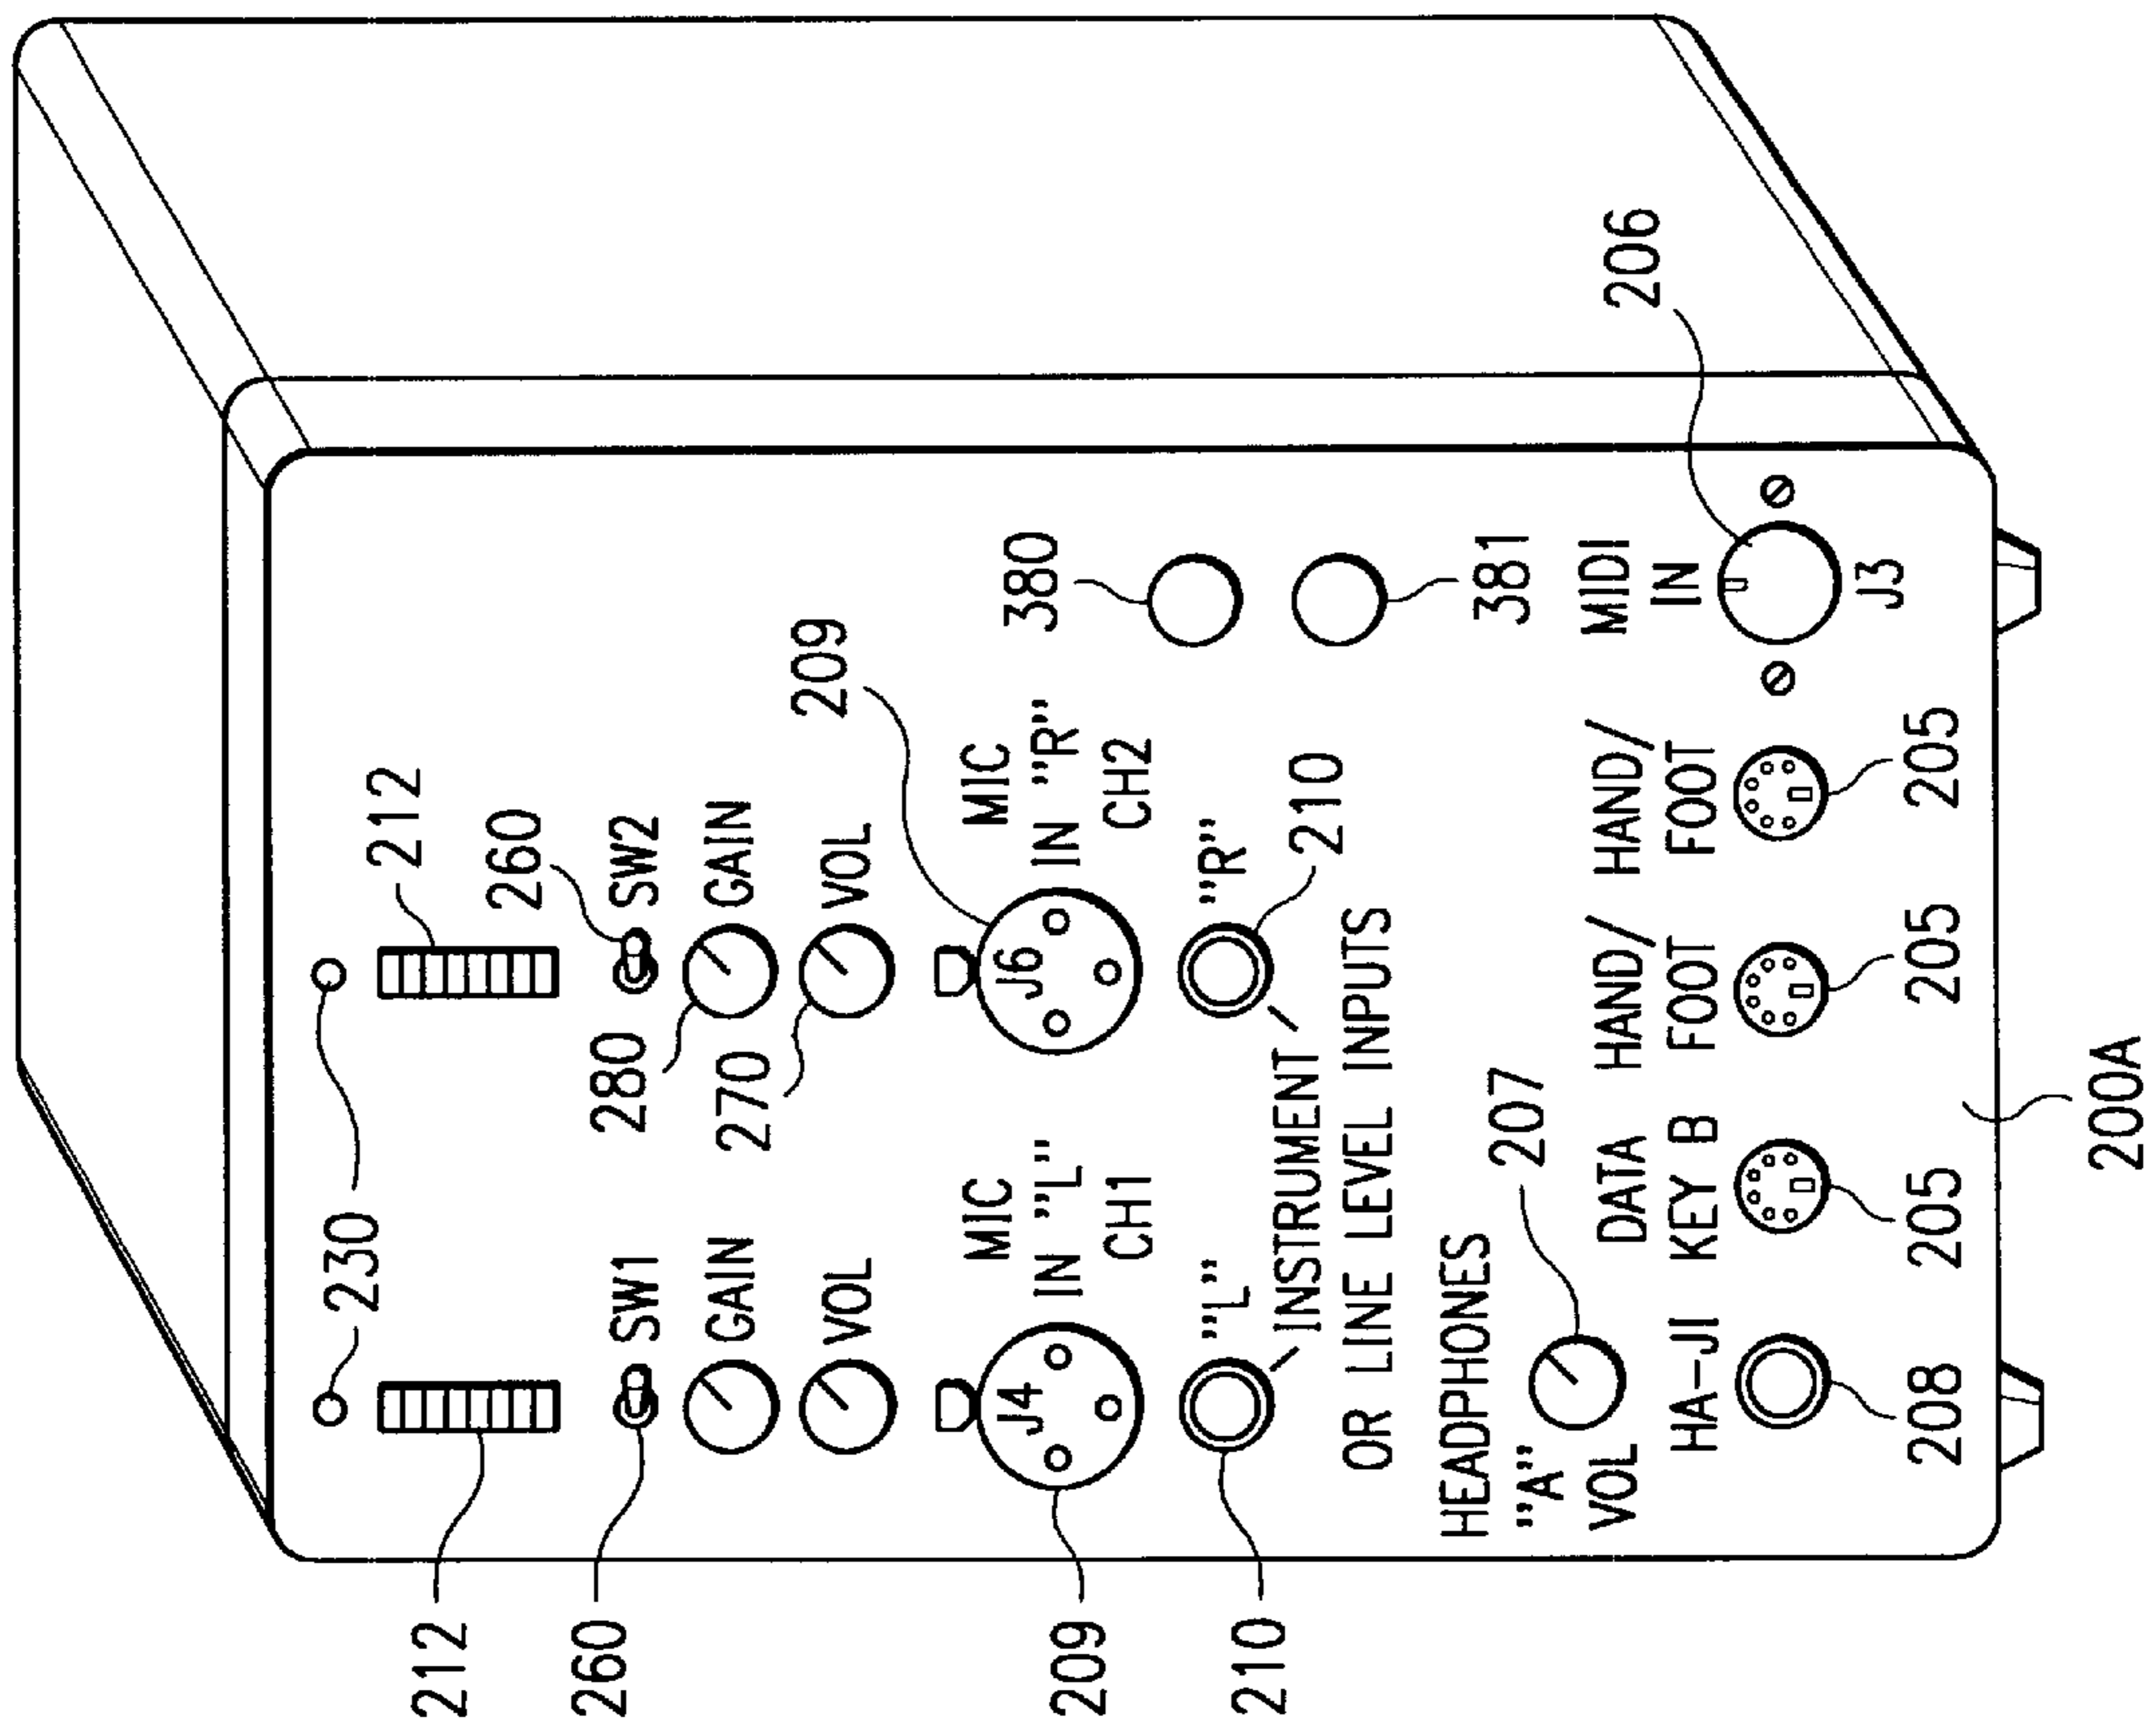 230
212
212
260
SW1
260
SW2
280
GAIN
GAIN
270
VOL
VOL
209
209
J4
MIC
IN "L"
CH1
J6
MIC
IN "R"
CH2
380
381
210
"L"
"R"
210
INSTRUMENT
OR LINE LEVEL INPUTS
HEADPHONES
"A"
VOL
207
HA-J1
DATA
KEY B
HAND/
FOOT
HAND/
FOOT
MIDI
IN
206
J3
208
205
205
205
200A